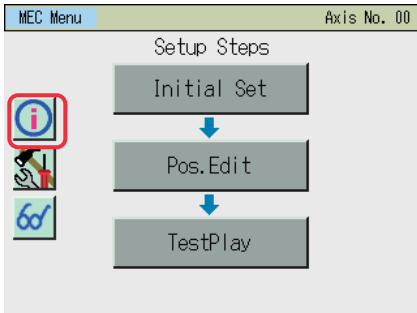 MEC Menu Axis No. 00
Setup Steps
Initial Set
Pos.Edit
TestPlay